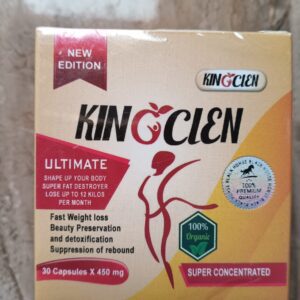 NEW
EDITION
KINGCLEN
KINGCLEN
ULTIMATE
SHAPE UP YOUR BODY
SUPER FAT DESTROYER
LOSE UP TO 12 KILOS
PER MONTH
Fast Weight loss
Beauty Preservation
and detoxification
Suppression of rebound
100%
PREMIUM
QUALITY
100%
Organic
30 Capsules X 450 mg
SUPER CONCENTRATED